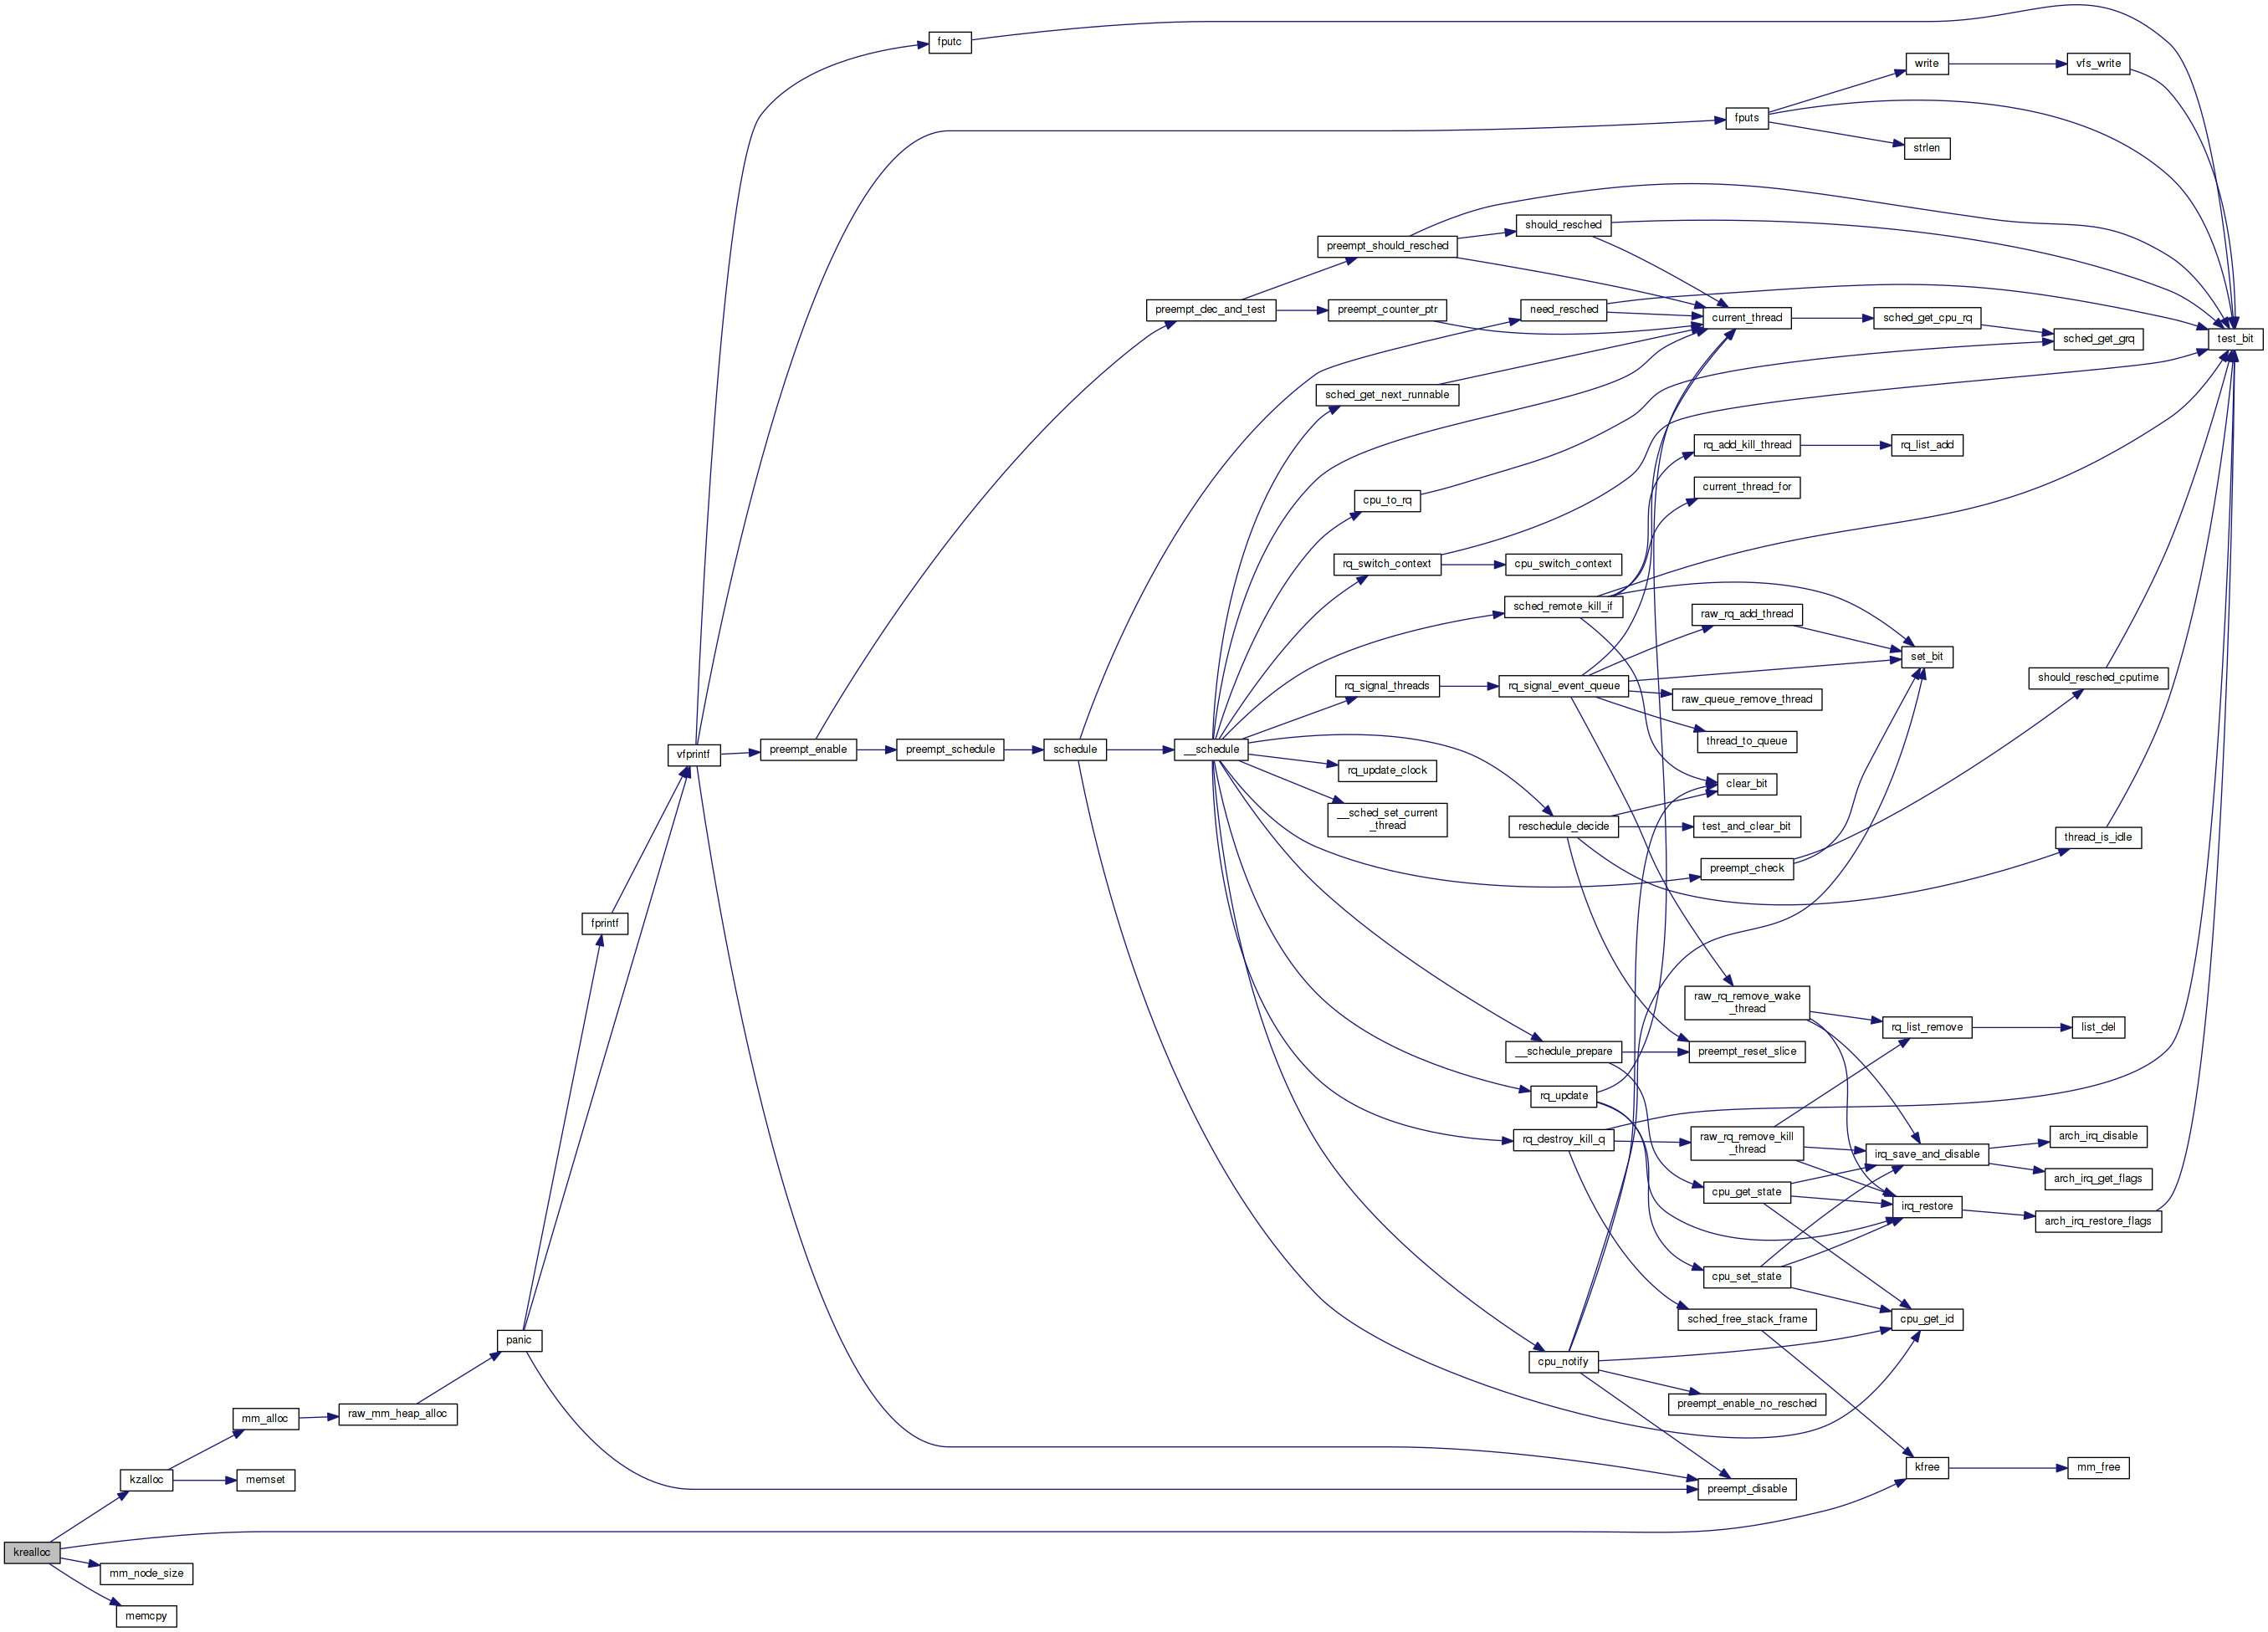 fputc
write
vfs_write
fputs
strlen
should_resched
preempt_should_resched
preempt_dec_and_test
preempt_counter_ptr
need_resched
current_thread
sched_get_cpu_rq
sched_get_grq
test_bit
sched_get_next_runnable
rq_add_kill_thread
rq_list_add
current_thread_for
cpu_to_rq
rq_switch_context
cpu_switch_context
sched_remote_kill_if
raw_rq_add_thread
set_bit
rq_signal_threads
rq_signal_event_queue
raw_queue_remove_thread
should_resched_cputime
thread_to_queue
vfprintf
preempt_enable
preempt_schedule
schedule
__schedule
rq_update_clock
clear_bit
__sched_set_current
_thread
reschedule_decide
test_and_clear_bit
thread_is_idle
preempt_check
fprintf
raw_rq_remove_wake
_thread
rq_list_remove
list_del
__schedule_prepare
preempt_reset_slice
rq_update
rq_destroy_kill_q
raw_rq_remove_kill
_thread
irq_save_and_disable
arch_irq_disable
arch_irq_get_flags
cpu_get_state
irq_restore
arch_irq_restore_flags
cpu_set_state
sched_free_stack_frame
cpu_get_id
panic
cpu_notify
preempt_enable_no_resched
mm_alloc
raw_mm_heap_alloc
kzalloc
memset
kfree
mm_free
preempt_disable
krealloc
mm_node_size
memcpy